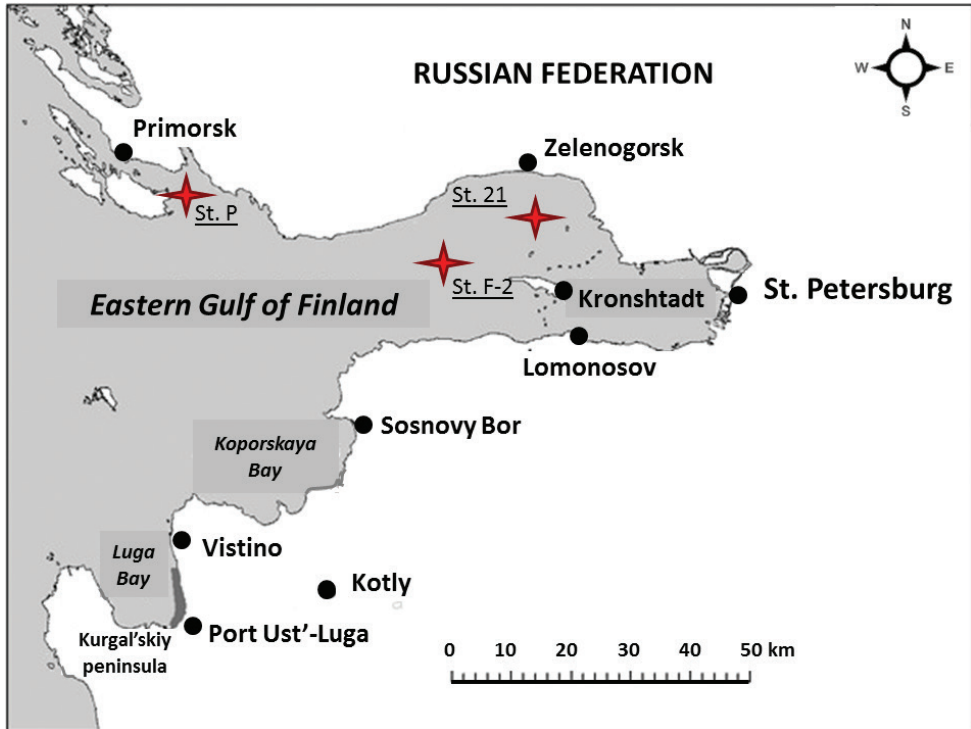 N
W E
S
RUSSIAN FEDERATION
Primorsk
Zelenogorsk
St. 21
St. P
St. F-2
Eastern Gulf of Finland
Kronshtadt
St. Petersburg
Lomonosov
Sosnovy Bor
Koporskaya
Bay
Vistino
Luga
Bay
Kotly
Port Ust’-Luga
Kurgal’skiy
peninsula
0 10 20 30 40 50 km